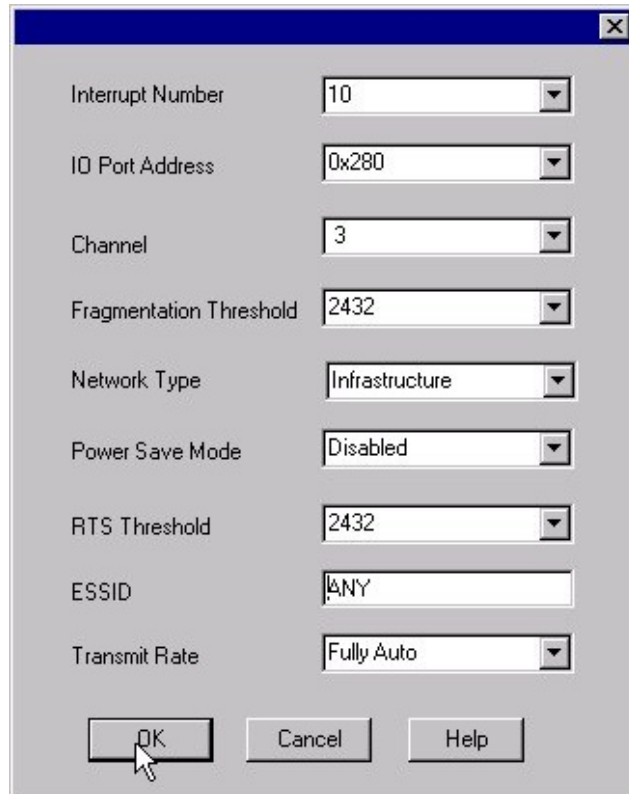 Interrupt Number 10
IO Port Address 0x280
Channel 3
Fragmentation Threshold 2432
Network Type Infrastructure
Power Save Mode Disabled
RTS Threshold 2432
ESSID ANY
Transmit Rate Fully Auto
OK Cancel Help